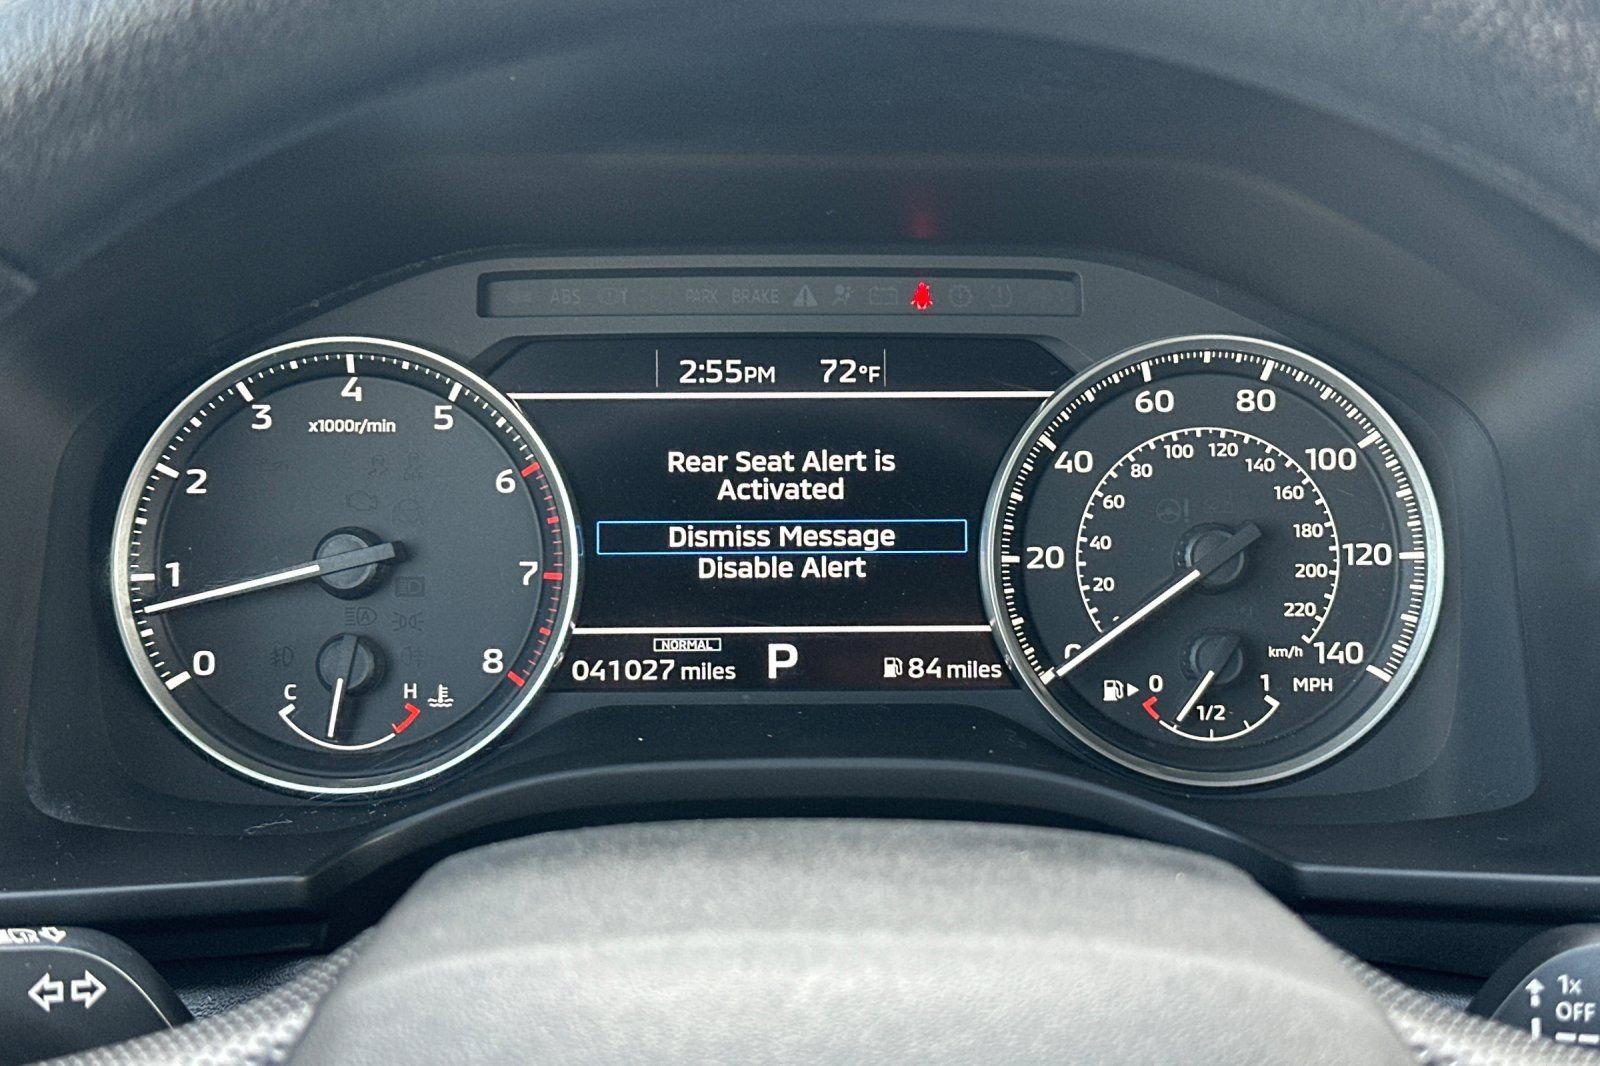 ABS
PARK BRAKE
2:55PM 72°F
Rear Seat Alert is
Activated
Dismiss Message
Disable Alert
NORMAL
041027 miles P 84 miles
x1000r/min
0 1 2 3 4 5 6 7 8
C H
0 20 40 60 80 100 120 140
20 40 60 80 100 120 140 160 180 200 220
km/h
MPH
0 1/2 1
1x
OFF